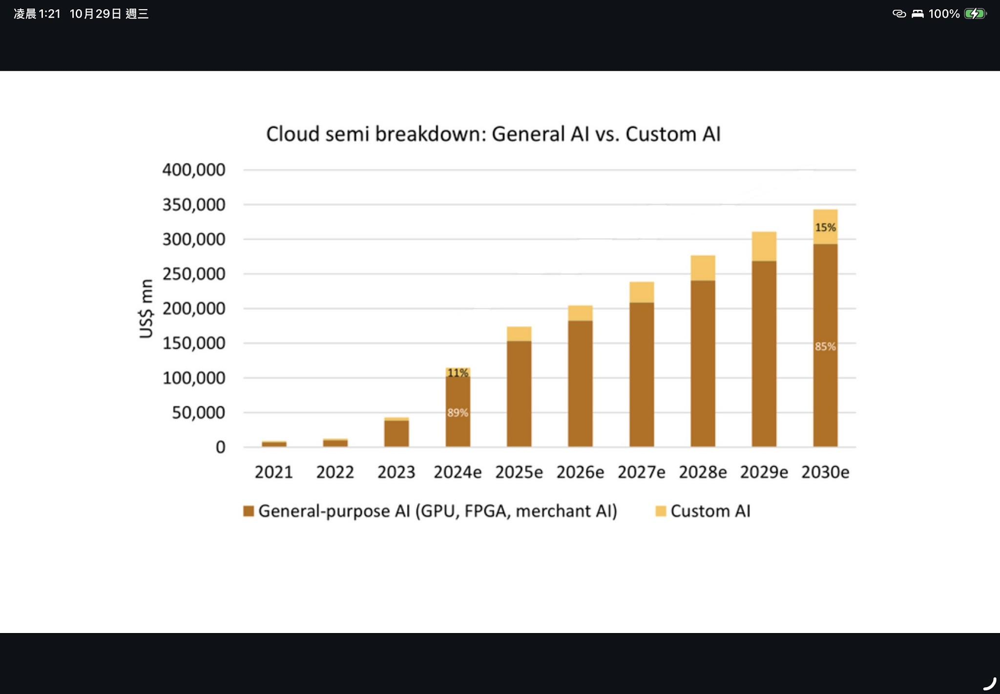 凌晨1:21 10月29日 週三
100%
Cloud semi breakdown: General AI vs. Custom AI
US$ mn
400,000
350,000
300,000
250,000
200,000
150,000
100,000
50,000
0
11%
89%
15%
85%
2021 2022 2023 2024e 2025e 2026e 2027e 2028e 2029e 2030e
General-purpose AI (GPU, FPGA, merchant AI) Custom AI